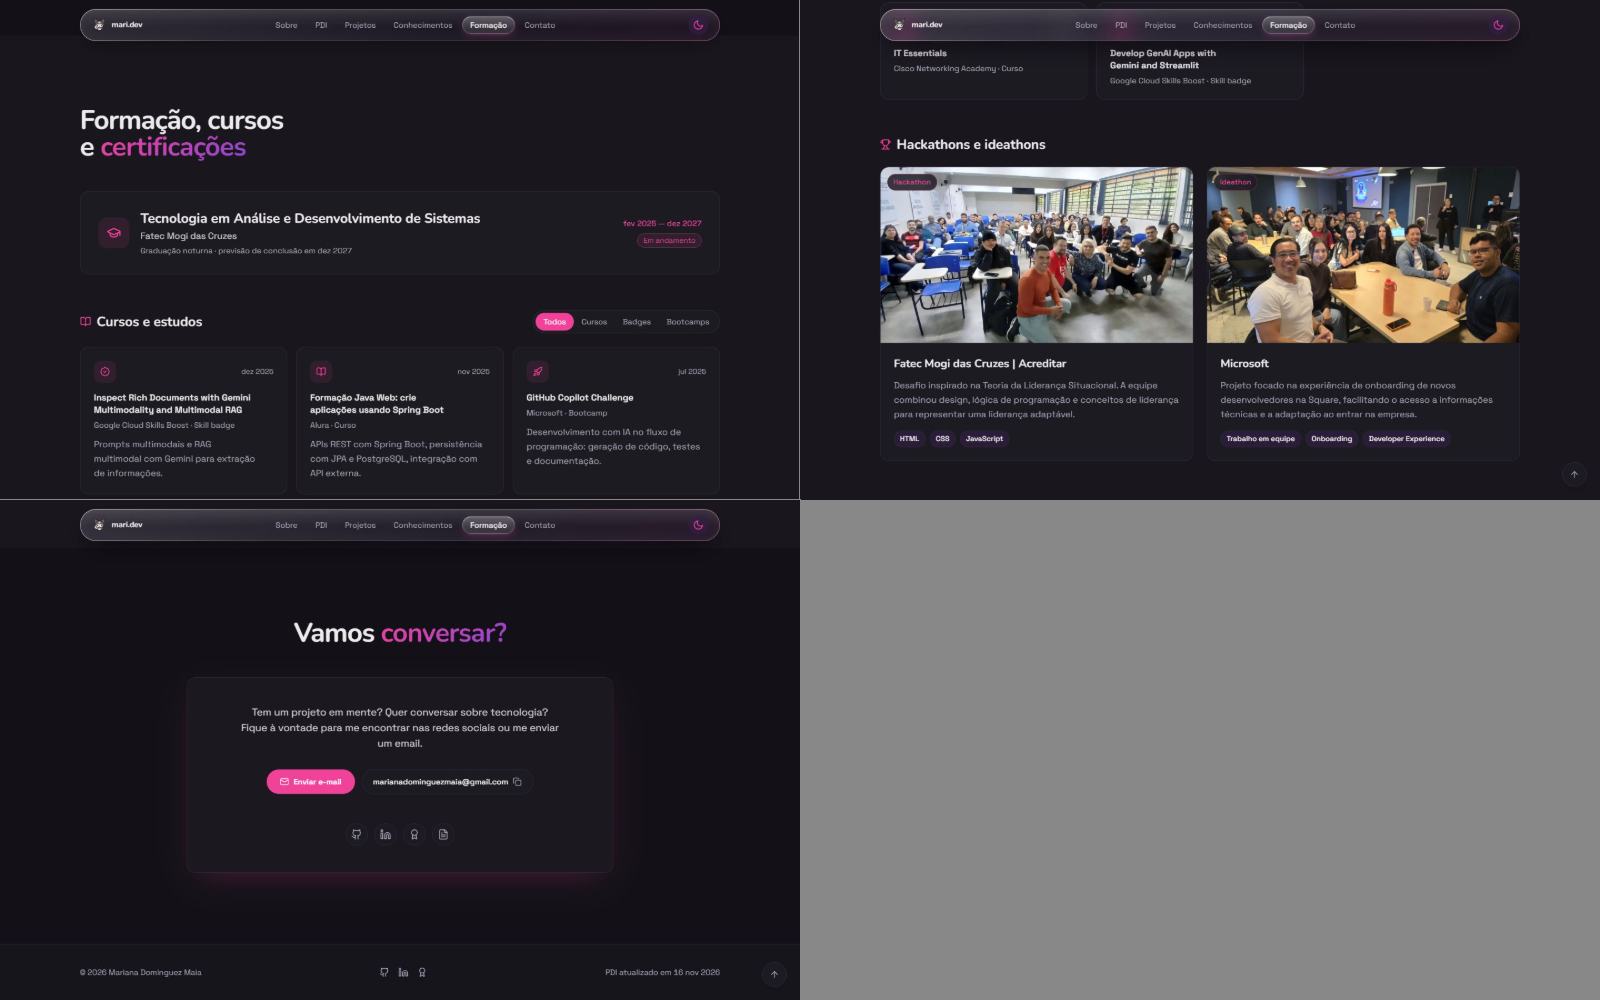 mari.dev
Sobre
PDI
Projetos
Conhecimentos
Formação
Contato
Formação, cursos
e certificações
Tecnologia em Análise e Desenvolvimento de Sistemas
Fatec Mogi das Cruzes
Graduação noturna · previsão de conclusão em dez 2027
fev 2025 — dez 2027
Em andamento
Cursos e estudos
Todos
Cursos
Badges
Bootcamps
dez 2025
Inspect Rich Documents with Gemini
Multimodality and Multimodal RAG
Google Cloud Skills Boost · Skill badge
Prompts multimodais e RAG
multimodal com Gemini para extração
de informações.
nov 2025
Formação Java Web: crie
aplicações usando Spring Boot
Alura · Curso
APIs REST com Spring Boot, persistência
com JPA e PostgreSQL, integração com
API externa.
jul 2025
GitHub Copilot Challenge
Microsoft · Bootcamp
Desenvolvimento com IA no fluxo de
programação: geração de código, testes
e documentação.
mari.dev
Sobre
PDI
Projetos
Conhecimentos
Formação
Contato
IT Essentials
Cisco Networking Academy · Curso
Develop GenAI Apps with
Gemini and Streamlit
Google Cloud Skills Boost · Skill badge
Hackathons e ideathons
Hackathon
Fatec Mogi das Cruzes | Acreditar
Desafio inspirado na Teoria da Liderança Situacional. A equipe
combinou design, lógica de programação e conceitos de liderança
para representar uma liderança adaptável.
HTML
CSS
JavaScript
Ideathon
Microsoft
Projeto focado na experiência de onboarding de novos
desenvolvedores na Square, facilitando o acesso a informações
técnicas e a adaptação ao entrar na empresa.
Trabalho em equipe
Onboarding
Developer Experience
mari.dev
Sobre
PDI
Projetos
Conhecimentos
Formação
Contato
Vamos conversar?
Tem um projeto em mente? Quer conversar sobre tecnologia?
Fique à vontade para me encontrar nas redes sociais ou me enviar
um email.
Enviar e-mail
marianadominguezmaia@gmail.com
© 2026 Mariana Dominguez Maia
PDI atualizado em 16 nov 2026